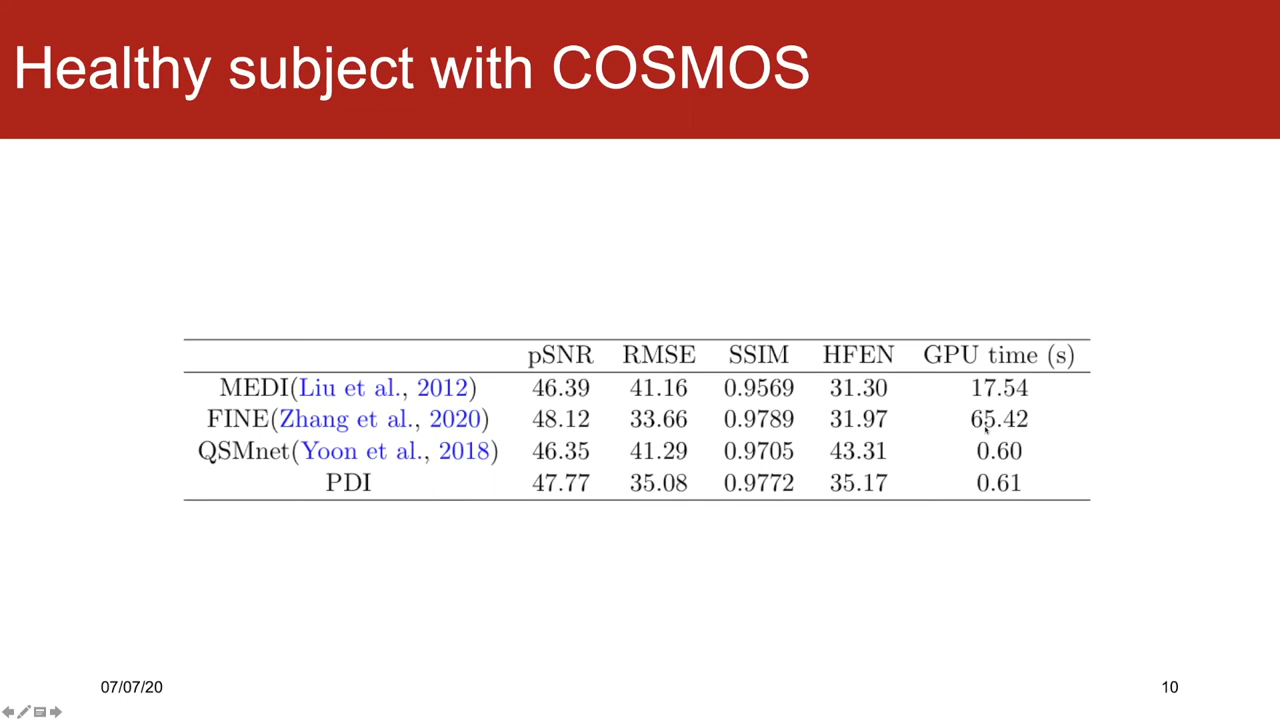 Healthy subject with COSMOS
pSNR RMSE SSIM HFEN GPU time (s)
MEDI(Liu et al., 2012) 46.39 41.16 0.9569 31.30 17.54
FINE(Zhang et al., 2020) 48.12 33.66 0.9789 31.97 65.42
QSMnet(Yoon et al., 2018) 46.35 41.29 0.9705 43.31 0.60
PDI 47.77 35.08 0.9772 35.17 0.61
07/07/20 10